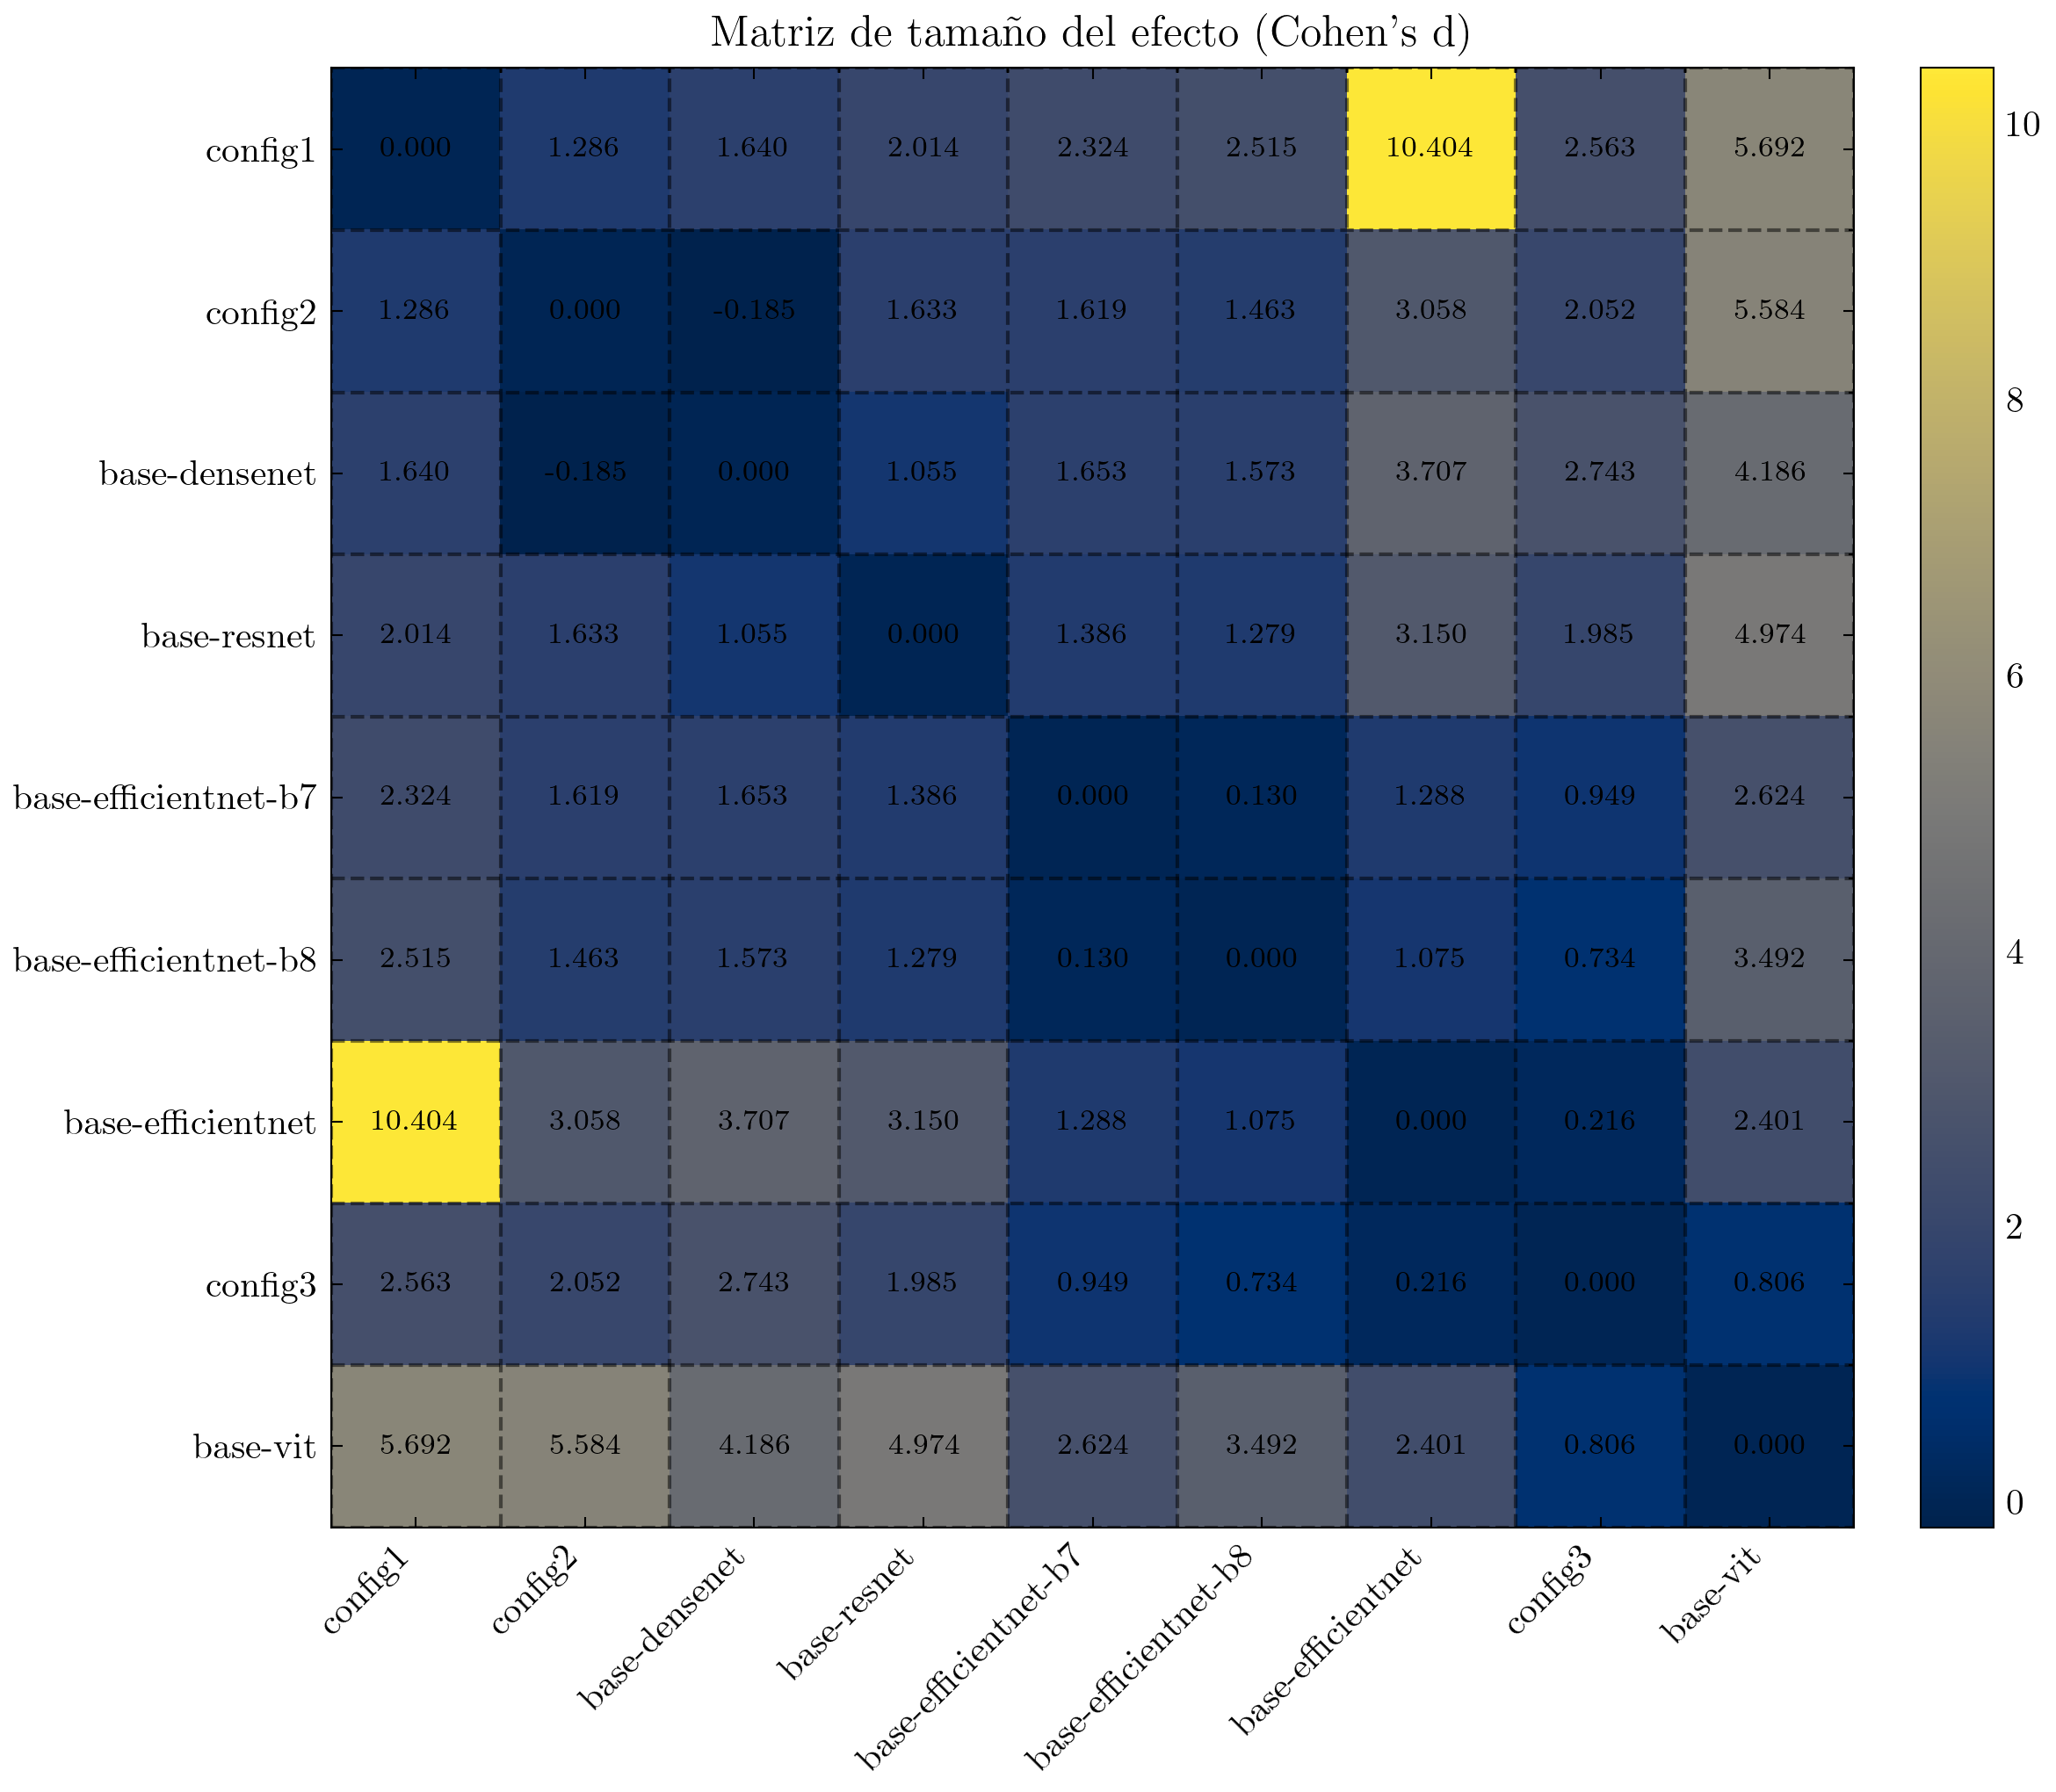 Matriz de tamaño del efecto (Cohen's d)
config1 0.000 1.286 1.640 2.014 2.324 2.515 10.404 2.563 5.692
config2 1.286 0.000 -0.185 1.633 1.619 1.463 3.058 2.052 5.584
base-densenet 1.640 -0.185 0.000 1.055 1.653 1.573 3.707 2.743 4.186
base-resnet 2.014 1.633 1.055 0.000 1.386 1.279 3.150 1.985 4.974
base-efficientnet-b7 2.324 1.619 1.653 1.386 0.000 0.130 1.288 0.949 2.624
base-efficientnet-b8 2.515 1.463 1.573 1.279 0.130 0.000 1.075 0.734 3.492
base-efficientnet 10.404 3.058 3.707 3.150 1.288 1.075 0.000 0.216 2.401
config3 2.563 2.052 2.743 1.985 0.949 0.734 0.216 0.000 0.806
base-vit 5.692 5.584 4.186 4.974 2.624 3.492 2.401 0.806 0.000
config1
config2
base-densenet
base-resnet
base-efficientnet-b7
base-efficientnet-b8
base-efficientnet
config3
base-vit
10
8
6
4
2
0